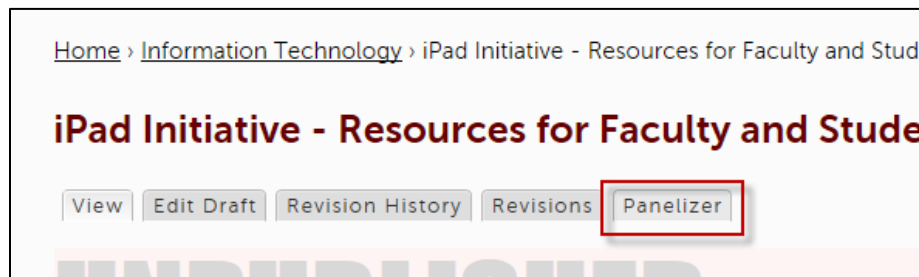 Home › Information Technology › iPad Initiative - Resources for Faculty and Stud
iPad Initiative - Resources for Faculty and Stude
View Edit Draft Revision History Revisions Panelizer
UNPUBLISHED